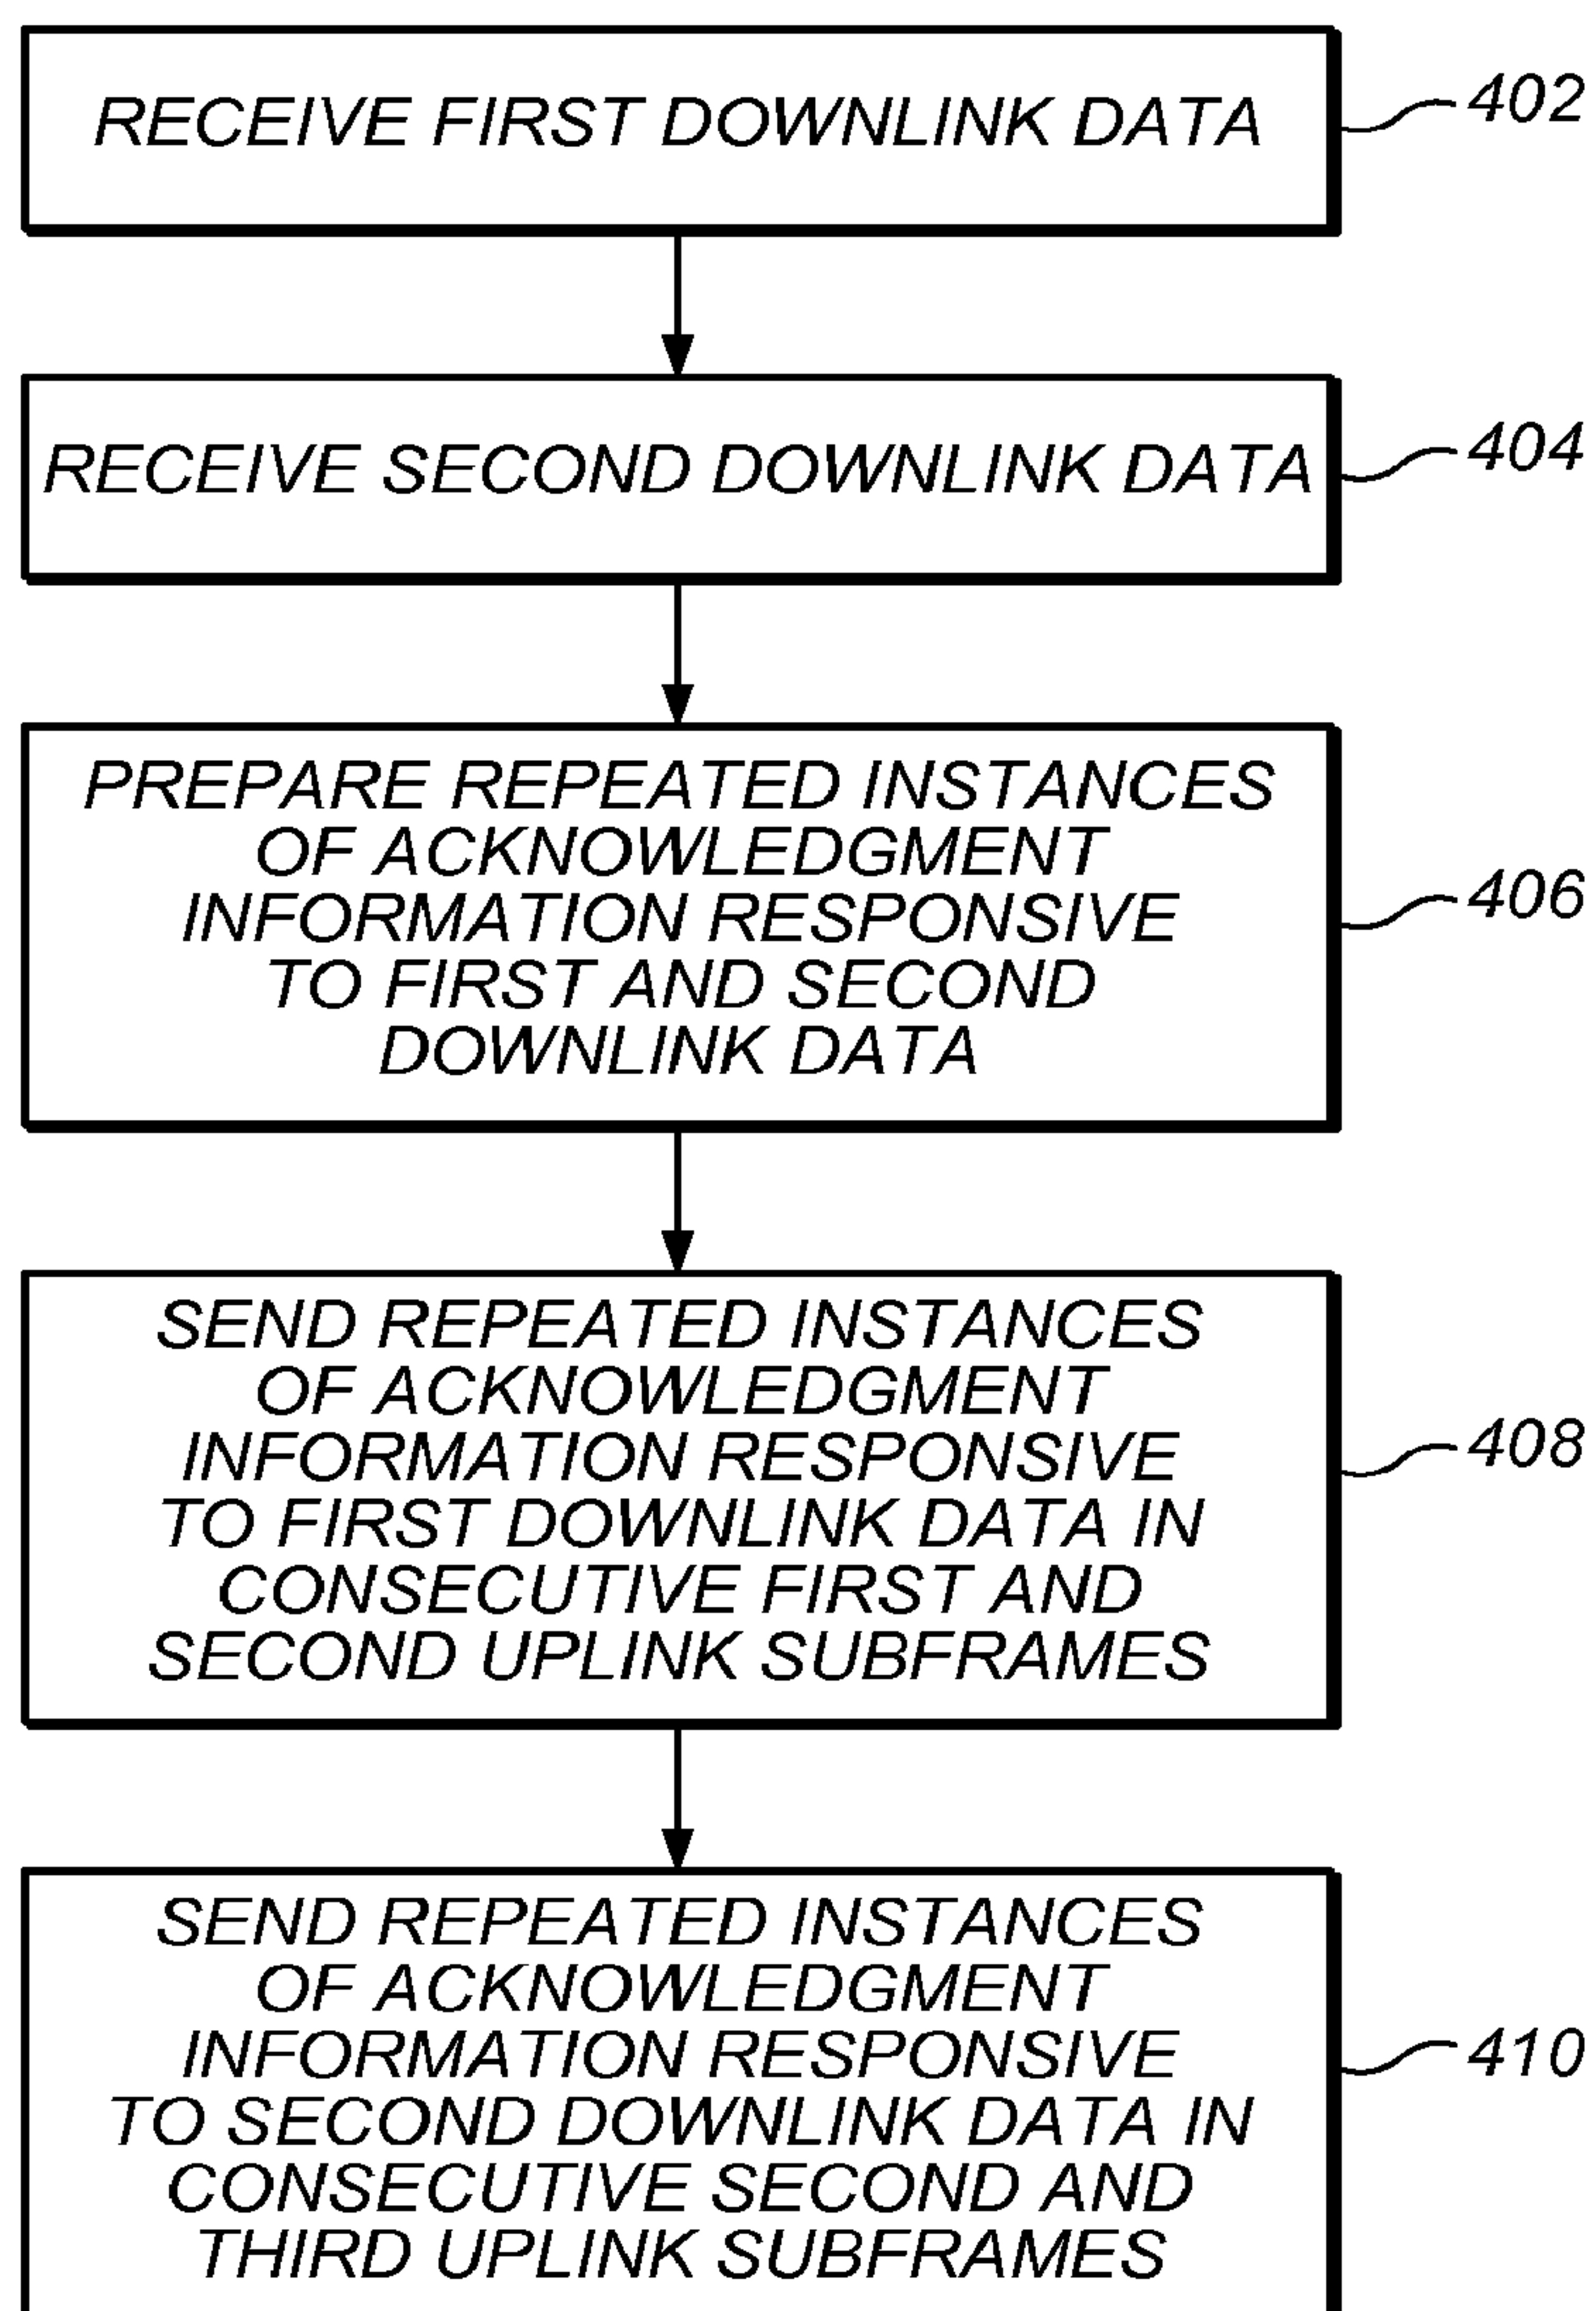 RECEIVE FIRST DOWNLINK DATA
402
RECEIVE SECOND DOWNLINK DATA
404
PREPARE REPEATED INSTANCES
OF ACKNOWLEDGMENT
INFORMATION RESPONSIVE
TO FIRST AND SECOND
DOWNLINK DATA
406
SEND REPEATED INSTANCES
OF ACKNOWLEDGMENT
INFORMATION RESPONSIVE
TO FIRST DOWNLINK DATA IN
CONSECUTIVE FIRST AND
SECOND UPLINK SUBFRAMES
408
SEND REPEATED INSTANCES
OF ACKNOWLEDGMENT
INFORMATION RESPONSIVE
TO SECOND DOWNLINK DATA IN
CONSECUTIVE SECOND AND
THIRD UPLINK SUBFRAMES
410